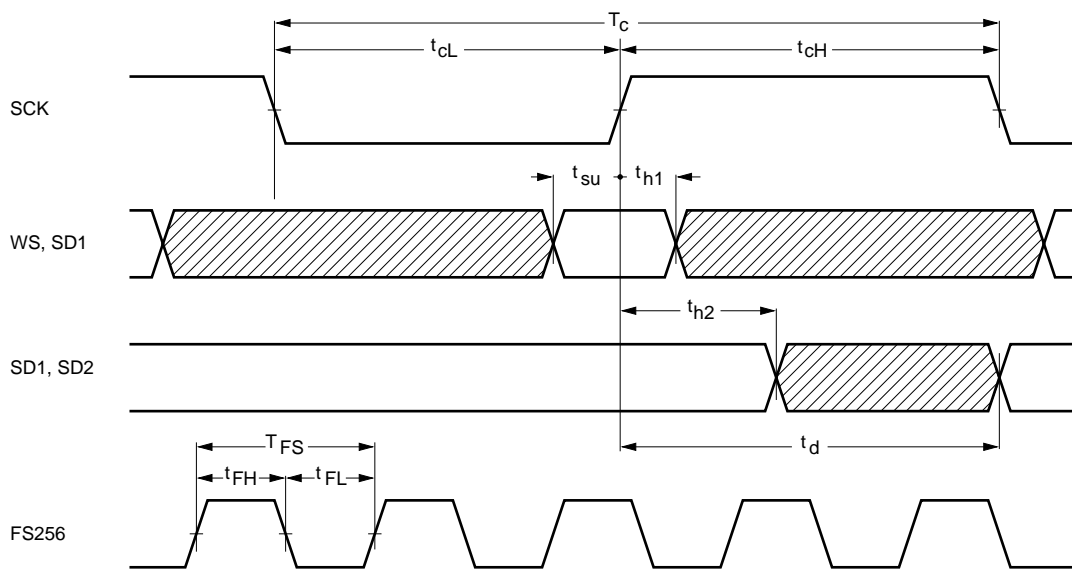 Tc
tcL tcH
SCK
tsu th1
WS, SD1
th2
SD1, SD2
td
TFS
tFH tFL
FS256